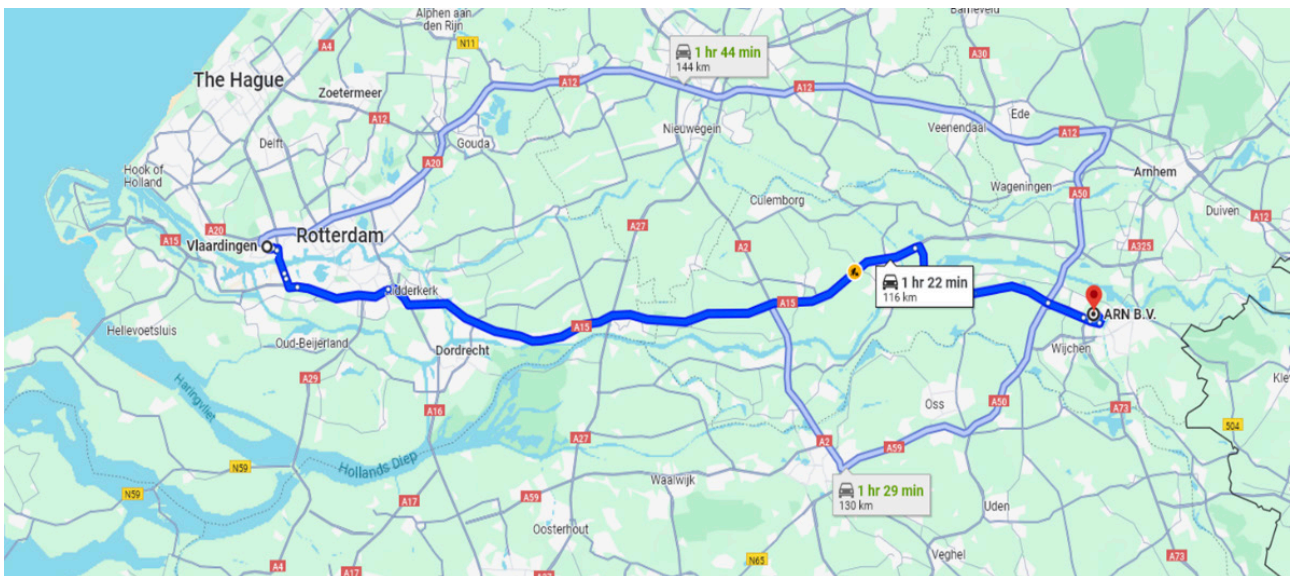 Alphen aan
den Rijn
Barneveld
A4
N11
1 hr 44 min
144 km
A30
The Hague
Zoetermeer
A12
A12
A12
Ede
A12
Nieuwegein
Veenendaal
Delft
Gouda
A20
Hook of
Holland
Arnhem
Wageningen
A50
Culemborg
Duiven
A12
A20
A15
Vlaardingen
Rotterdam
A27
A2
A325
1 hr 22 min
116 km
dderkerk
A15
A15
ARN B.V.
Hellevoetsluis
Oud-Beijerland
Dordrecht
Wijchen
A29
Haringvliet
A16
Oss
A50
A73
Kle
504
A27
A2
A59
Hollands Diep
N59
N59
Waalwijk
1 hr 29 min
130 km
A17
A59
Oosterhout
Uden
A4
A17
N65
Veghel
A73